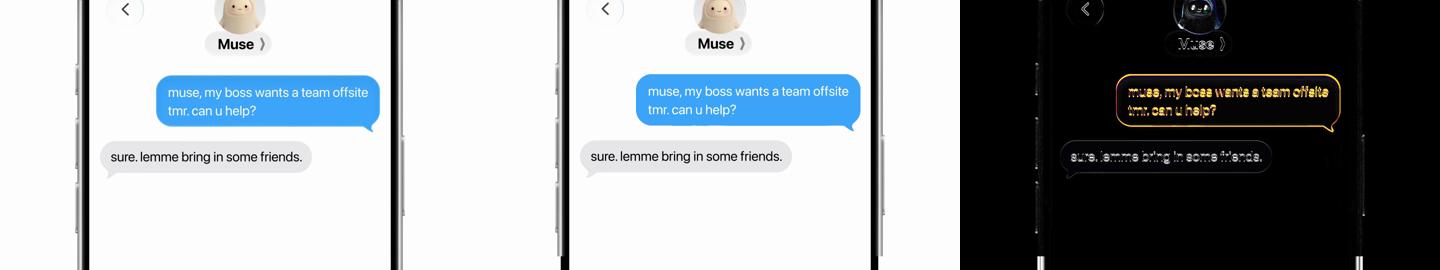 Muse
muse, my boss wants a team offsite
tmr. can u help?
sure. lemme bring in some friends.
Muse
muse, my boss wants a team offsite
tmr. can u help?
sure. lemme bring in some friends.
Muse
muse, my boss wants a team offsite
tmr. can u help?
sure. lemme bring in some friends.